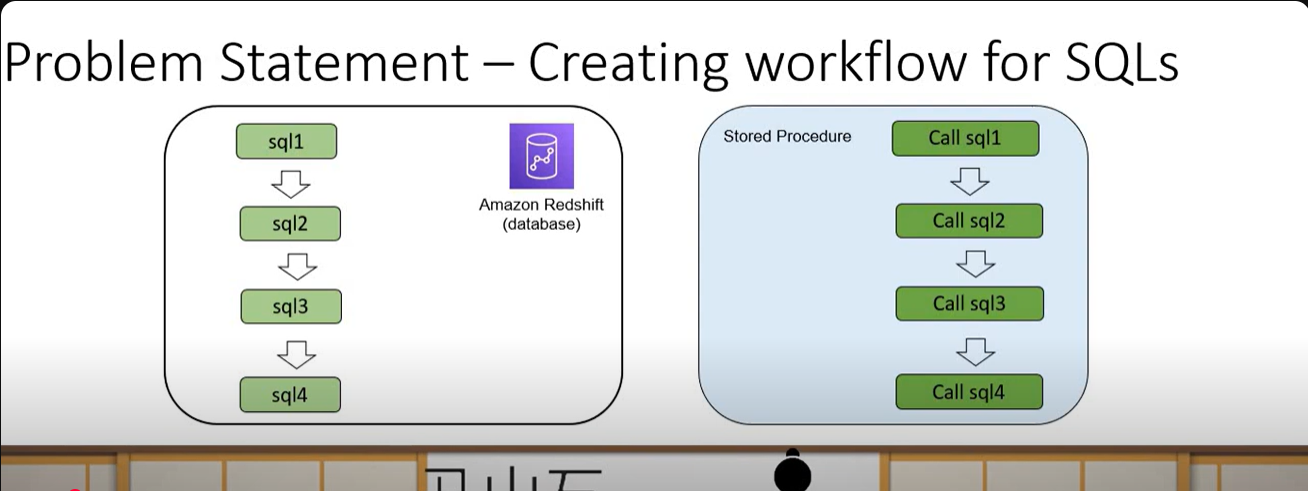 Problem Statement – Creating workflow for SQLs
sql1
sql2
sql3
sql4
Amazon Redshift
(database)
Stored Procedure
Call sql1
Call sql2
Call sql3
Call sql4